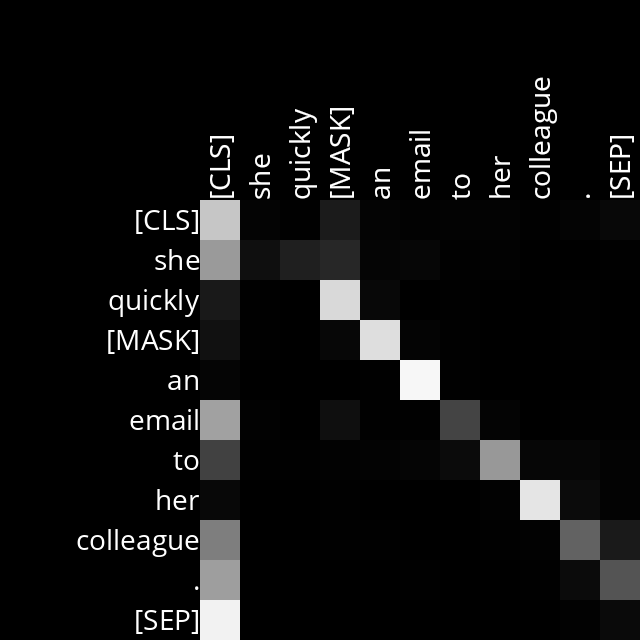 [CLS] she quickly [MASK] an email to her colleague . [SEP]
[CLS]
she
quickly
[MASK]
an
email
to
her
colleague
.
[SEP]